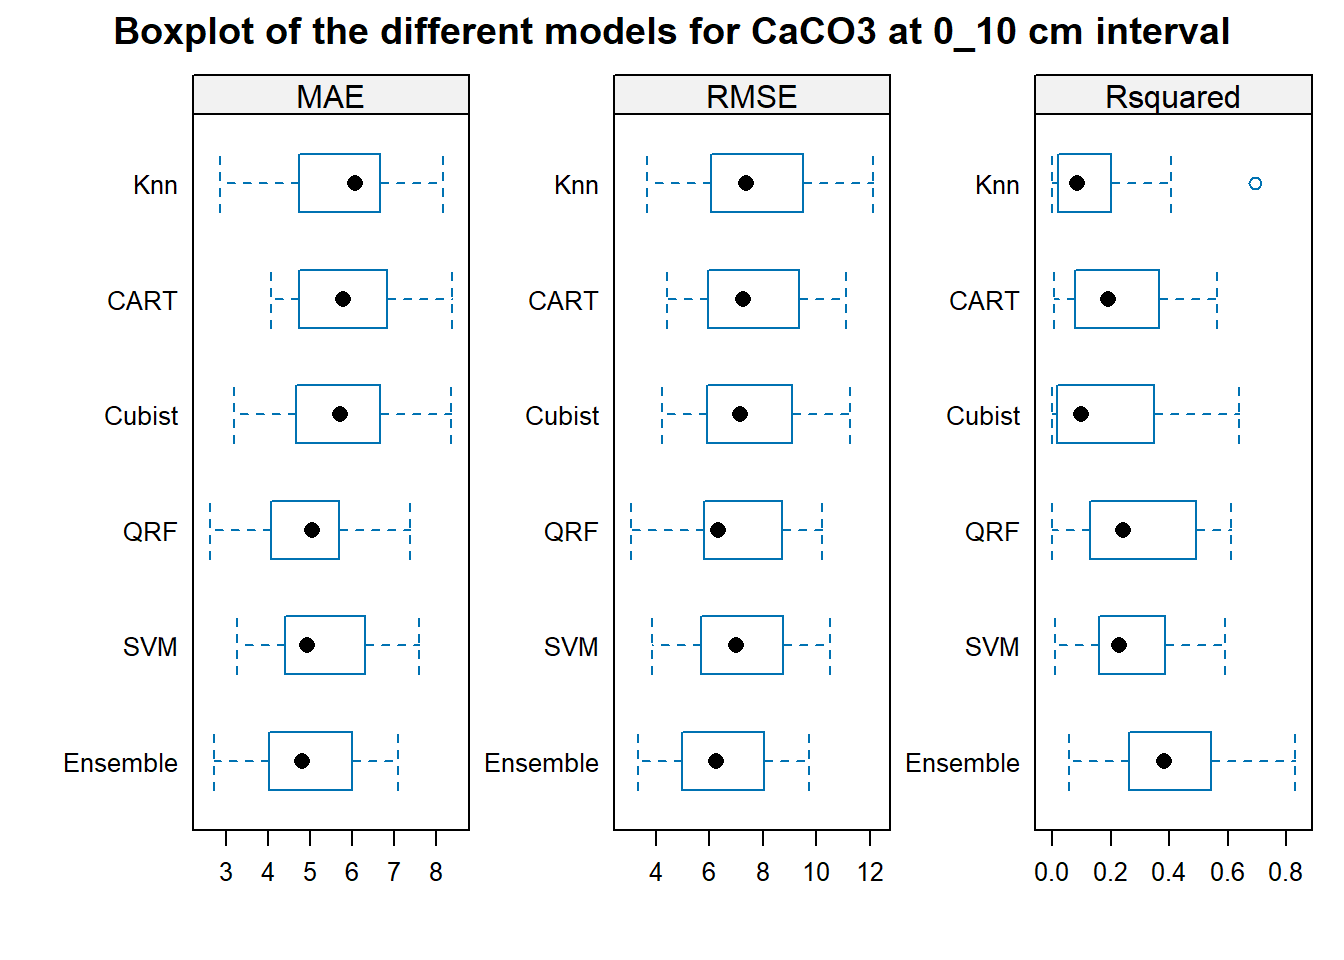 Boxplot of the different models for CaCO3 at 0_10 cm interval
MAE
Knn
CART
Cubist
QRF
SVM
Ensemble
3 4 5 6 7 8
RMSE
Knn
CART
Cubist
QRF
SVM
Ensemble
4 6 8 10 12
Rsquared
Knn
CART
Cubist
QRF
SVM
Ensemble
0.0 0.2 0.4 0.6 0.8